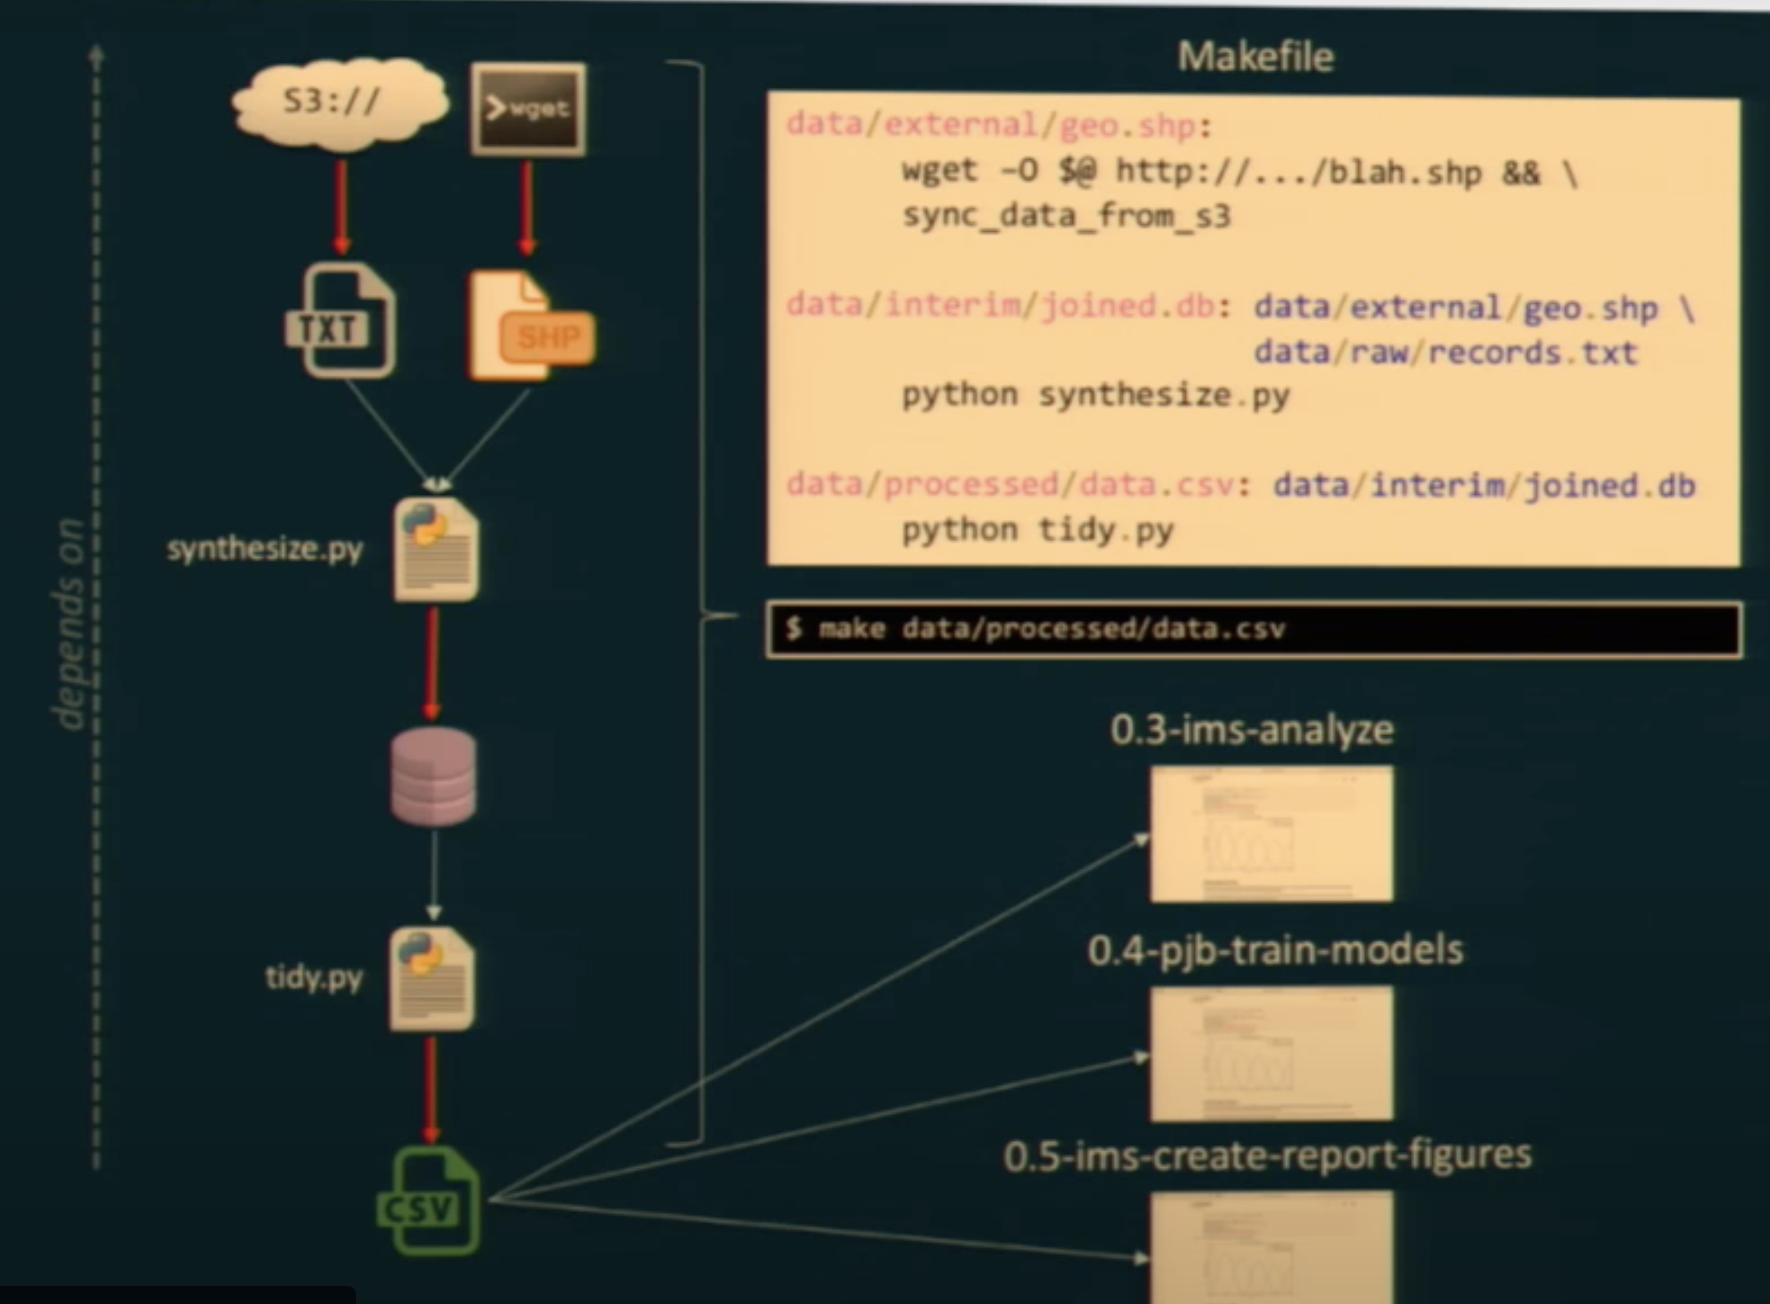 S3://
>wget
TXT
SHP
synthesize.py
tidy.py
CSV
depends on
Makefile
data/external/geo.shp:
wget –O $@ http://.../blah.shp && \
sync_data_from_s3
data/interim/joined.db: data/external/geo.shp \
data/raw/records.txt
python synthesize.py
data/processed/data.csv: data/interim/joined.db
python tidy.py
$ make data/processed/data.csv
0.3-ims-analyze
0.4-pjb-train-models
0.5-ims-create-report-figures